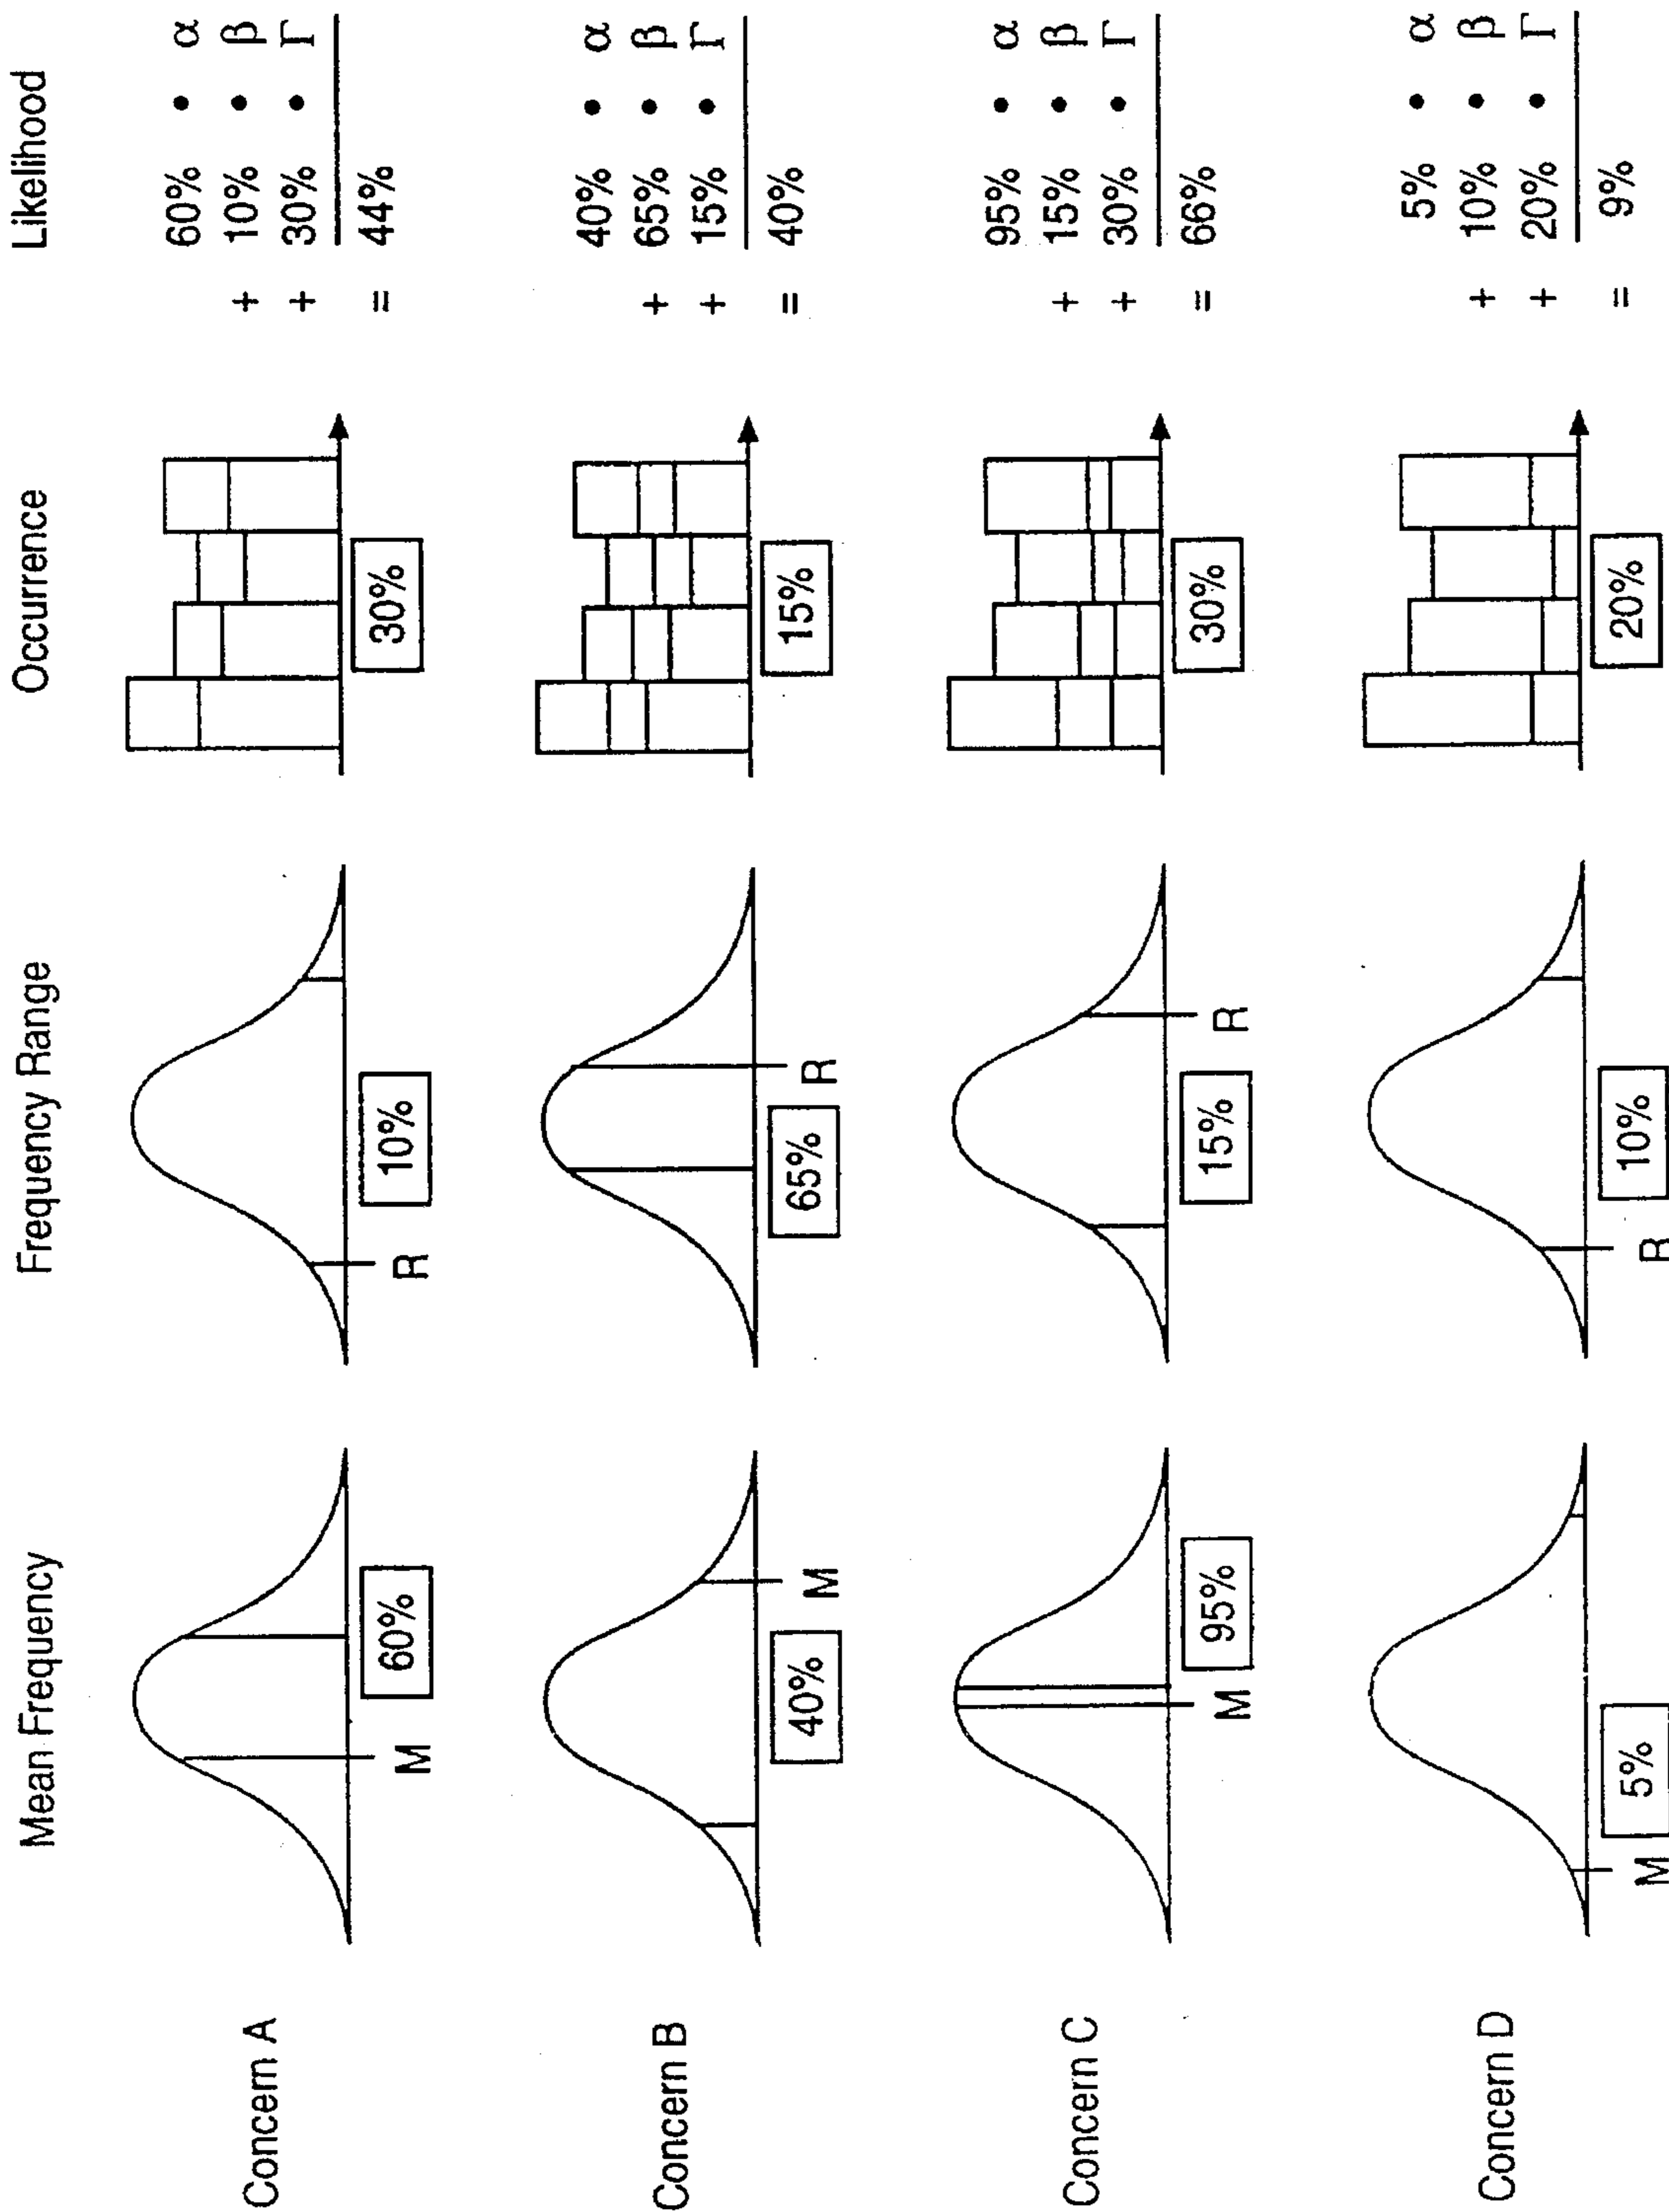 Mean Frequency Frequency Range Occurrence Likelihood
Concern A
M
60%
R
10%
30%
60% • α
+ 10% • β
+ 30% • Γ
= 44%
Concern B
M
40%
R
65%
15%
40% • α
+ 65% • β
+ 15% • Γ
= 40%
Concern C
M
95%
R
15%
30%
95% • α
+ 15% • β
+ 30% • Γ
= 66%
Concern D
M
5%
R
10%
20%
5% • α
+ 10% • β
+ 20% • Γ
= 9%